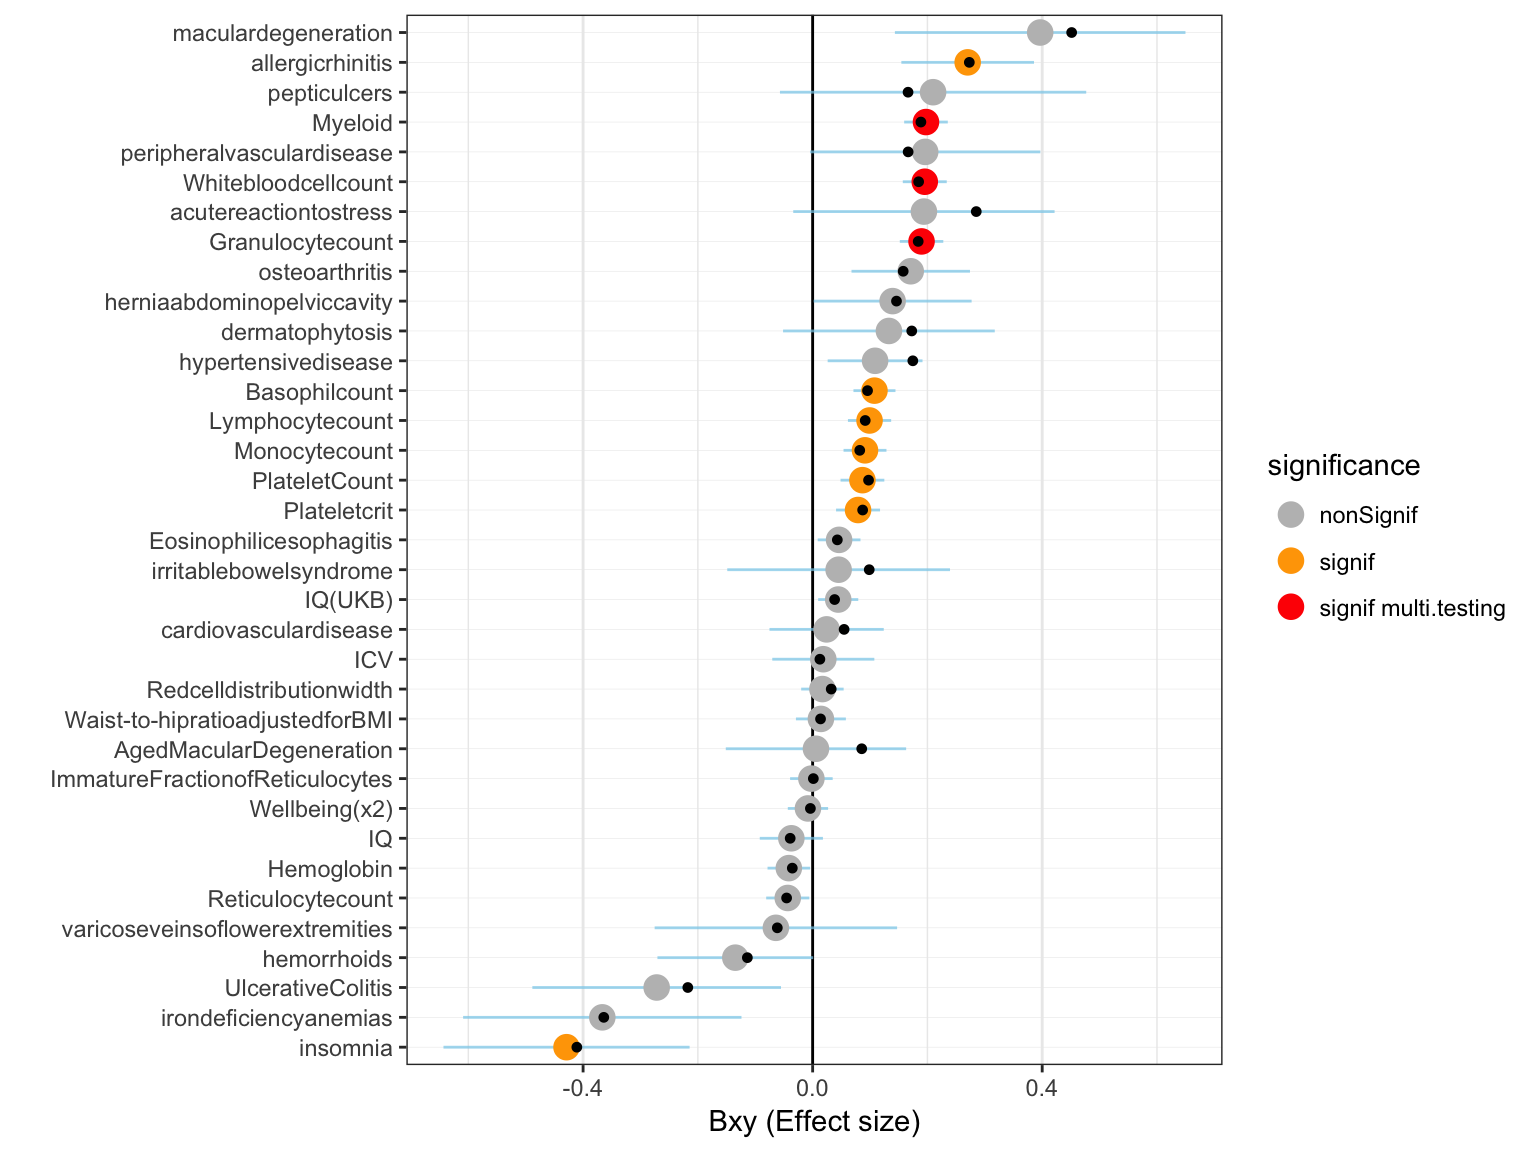 maculardegeneration
allergicrhinitis
pepticulcers
Myeloid
peripheralvasculardisease
Whitebloodcellcount
acutereactiontostress
Granulocytecount
osteoarthritis
herniaabdominopelviccavity
dermatophytosis
hypertensivedisease
Basophilcount
Lymphocytecount
Monocytecount
PlateletCount
Plateletcrit
Eosinophilicesophagitis
irritablebowelsyndrome
IQ(UKB)
cardiovasculardisease
ICV
Redcelldistributionwidth
Waist-to-hipratioadjustedforBMI
AgedMacularDegeneration
ImmatureFractionofReticulocytes
Wellbeing(x2)
IQ
Hemoglobin
Reticulocytecount
varicoseveinsoflowerextremities
hemorrhoids
UlcerativeColitis
irondeficiencyanemias
insomnia
-0.4 0.0 0.4
Bxy (Effect size)
significance
nonSignif
signif
signif multi.testing